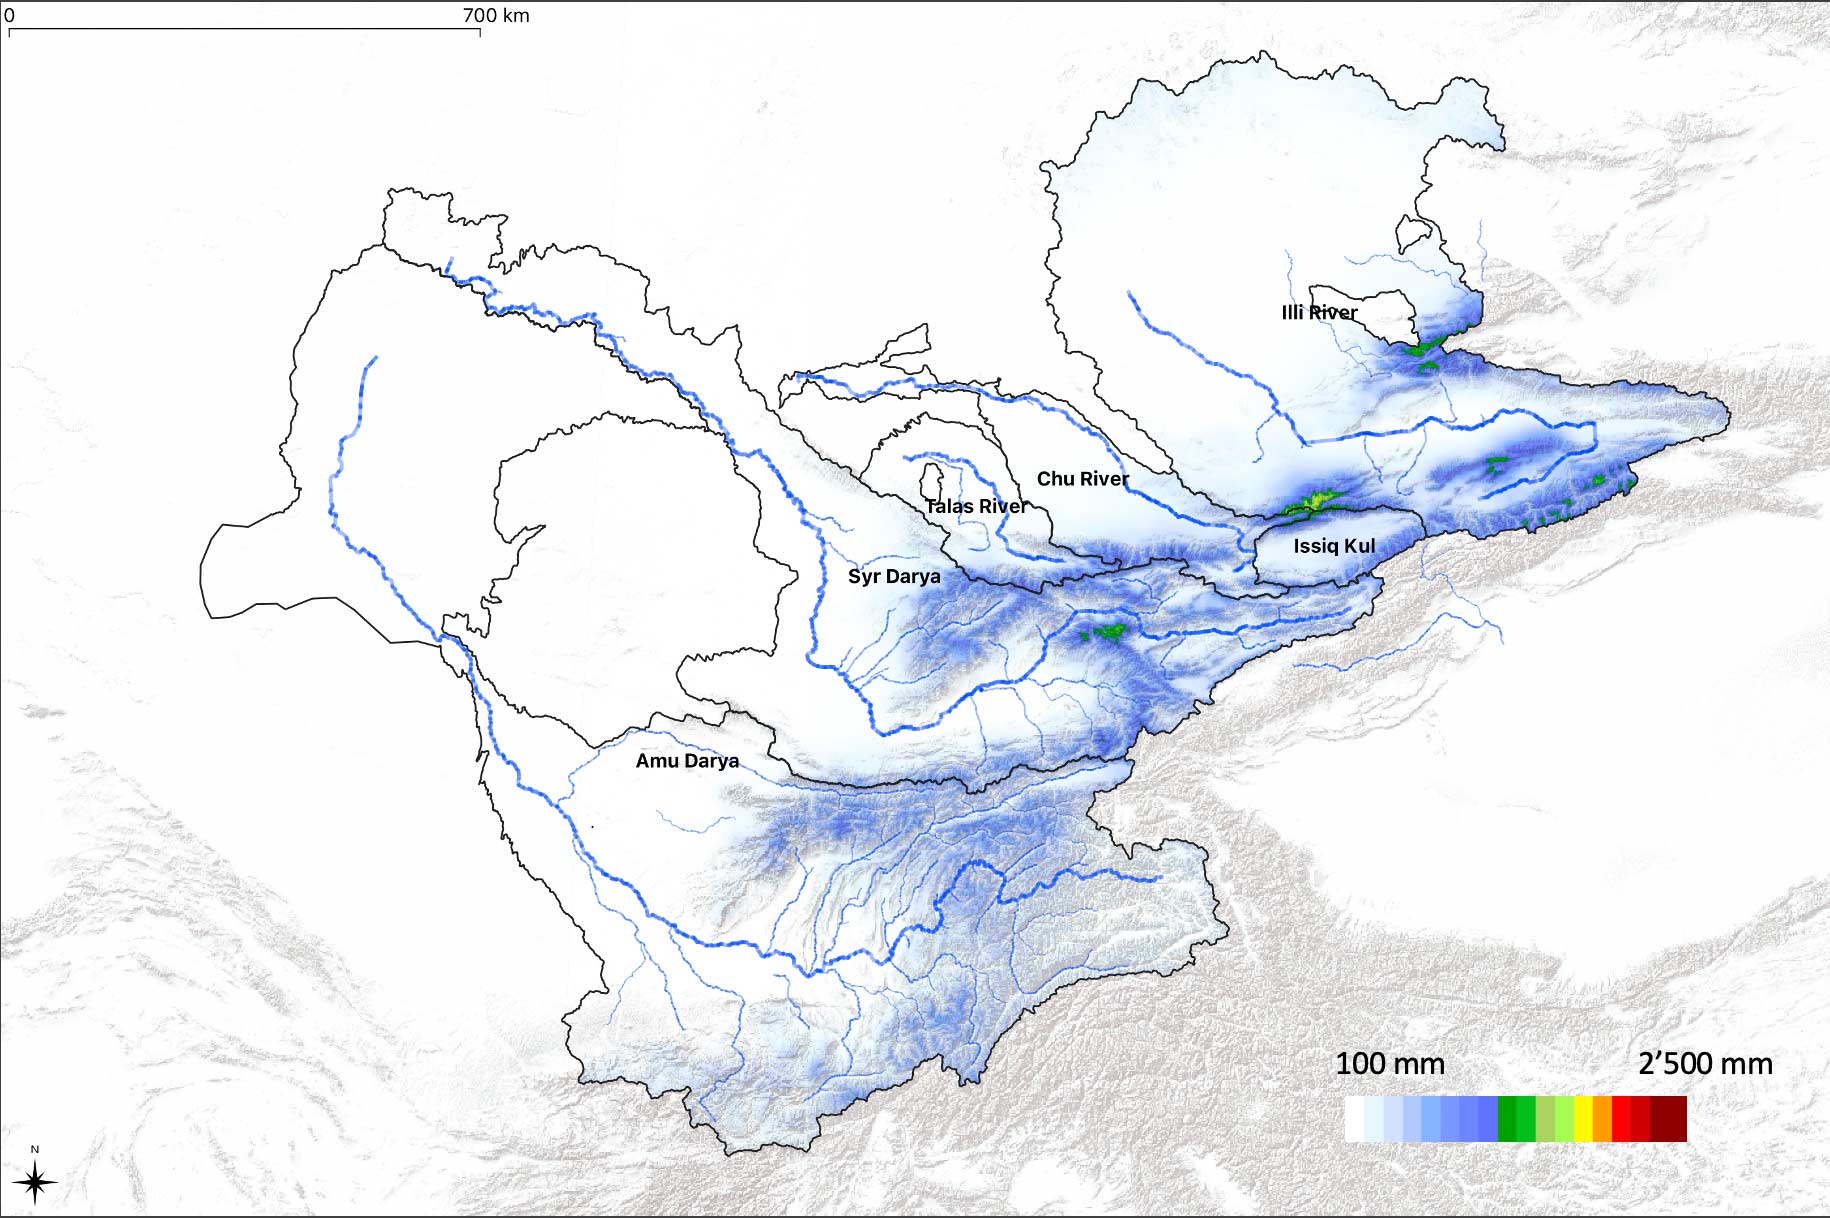 0 700 km
Illi River
Chu River
Talas River
Issiq Kul
Syr Darya
Amu Darya
100 mm 2’500 mm
N